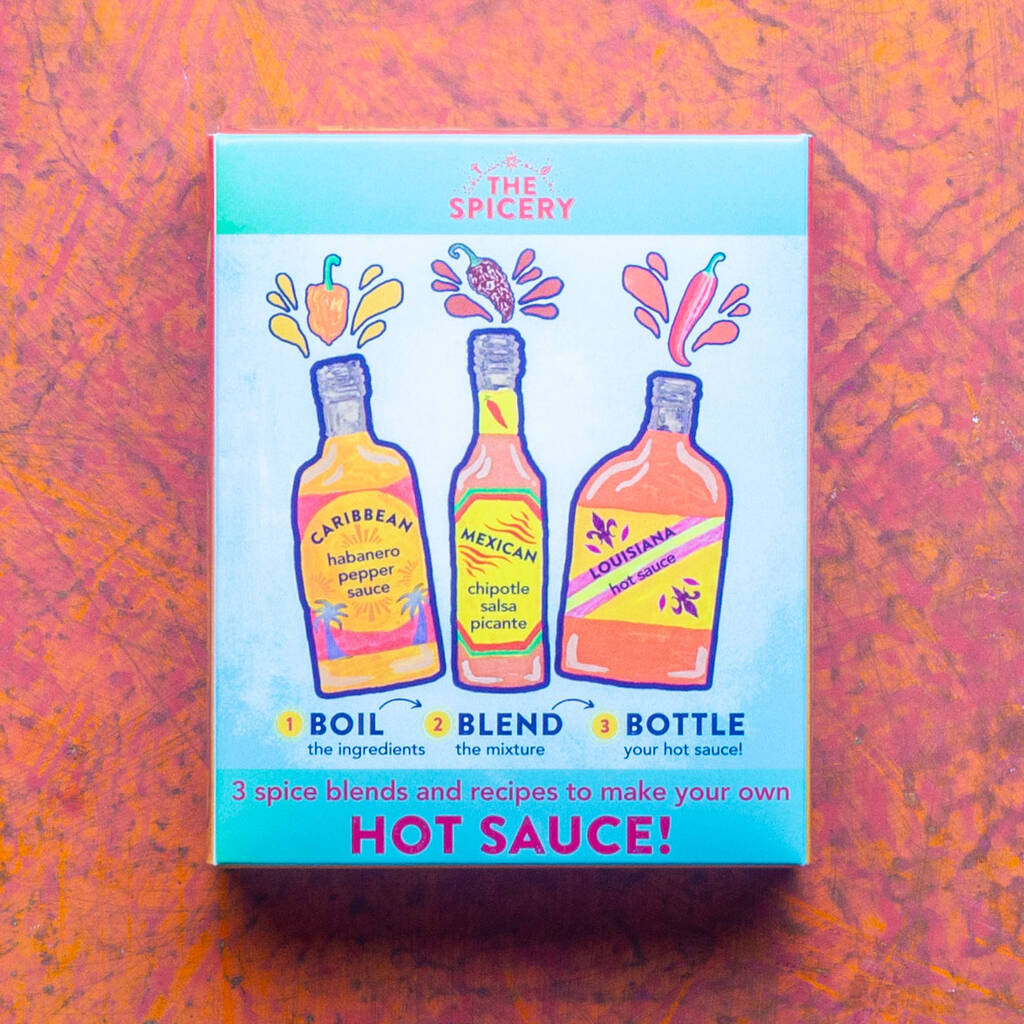 THE
SPICERY
CARIBBEAN
habanero
pepper
sauce
MEXICAN
chipotle
salsa
picante
LOUISIANA
hot sauce
1 BOIL
the ingredients
2 BLEND
the mixture
3 BOTTLE
your hot sauce!
3 spice blends and recipes to make your own
HOT SAUCE!